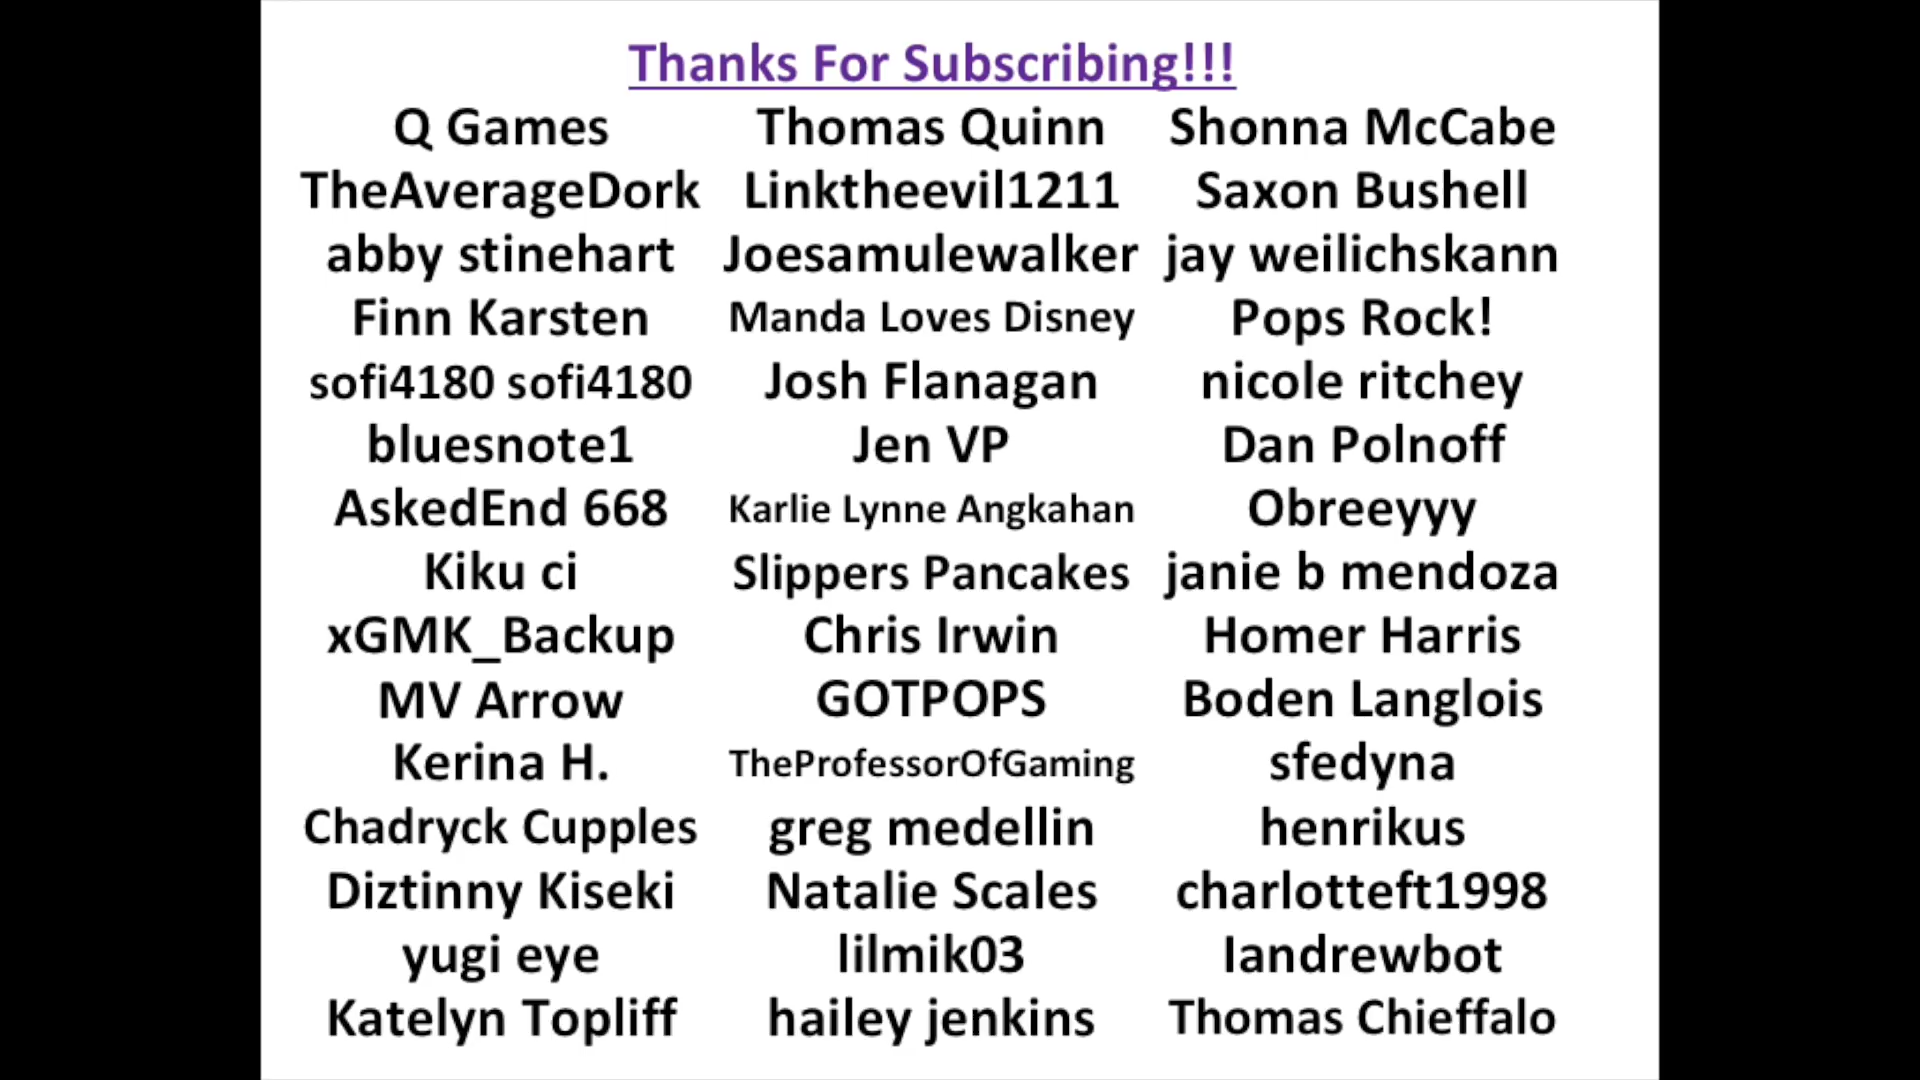 Thanks For Subscribing!!!
Q Games Thomas Quinn Shonna McCabe
TheAverageDork Linktheevil1211 Saxon Bushell
abby stinehart Joesamulewalker jay weilichskann
Finn Karsten Manda Loves Disney Pops Rock!
sofi4180 sofi4180 Josh Flanagan nicole ritchey
bluesnote1 Jen VP Dan Polnoff
AskedEnd 668 Karlie Lynne Angkahan Obreeyyy
Kiku ci Slippers Pancakes janie b mendoza
xGMK_Backup Chris Irwin Homer Harris
MV Arrow GOTPOPS Boden Langlois
Kerina H. TheProfessorOfGaming sfedyna
Chadryck Cupples greg medellin henrikus
Diztinny Kiseki Natalie Scales charlotteft1998
yugi eye lilmik03 Iandrewbot
Katelyn Topliff hailey jenkins Thomas Chieffalo